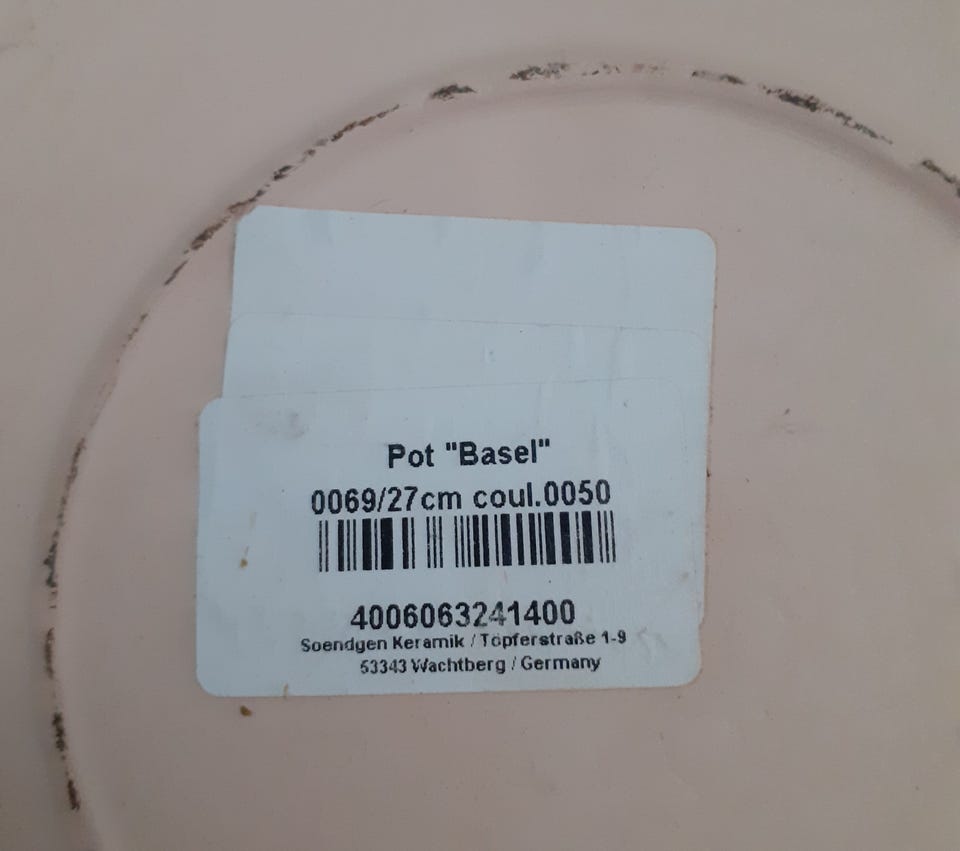 Pot "Basel"
0069/27cm coul.0050
4006063241400
Soendgen Keramik / Töpferstraße 1-9
53343 Wachtberg / Germany